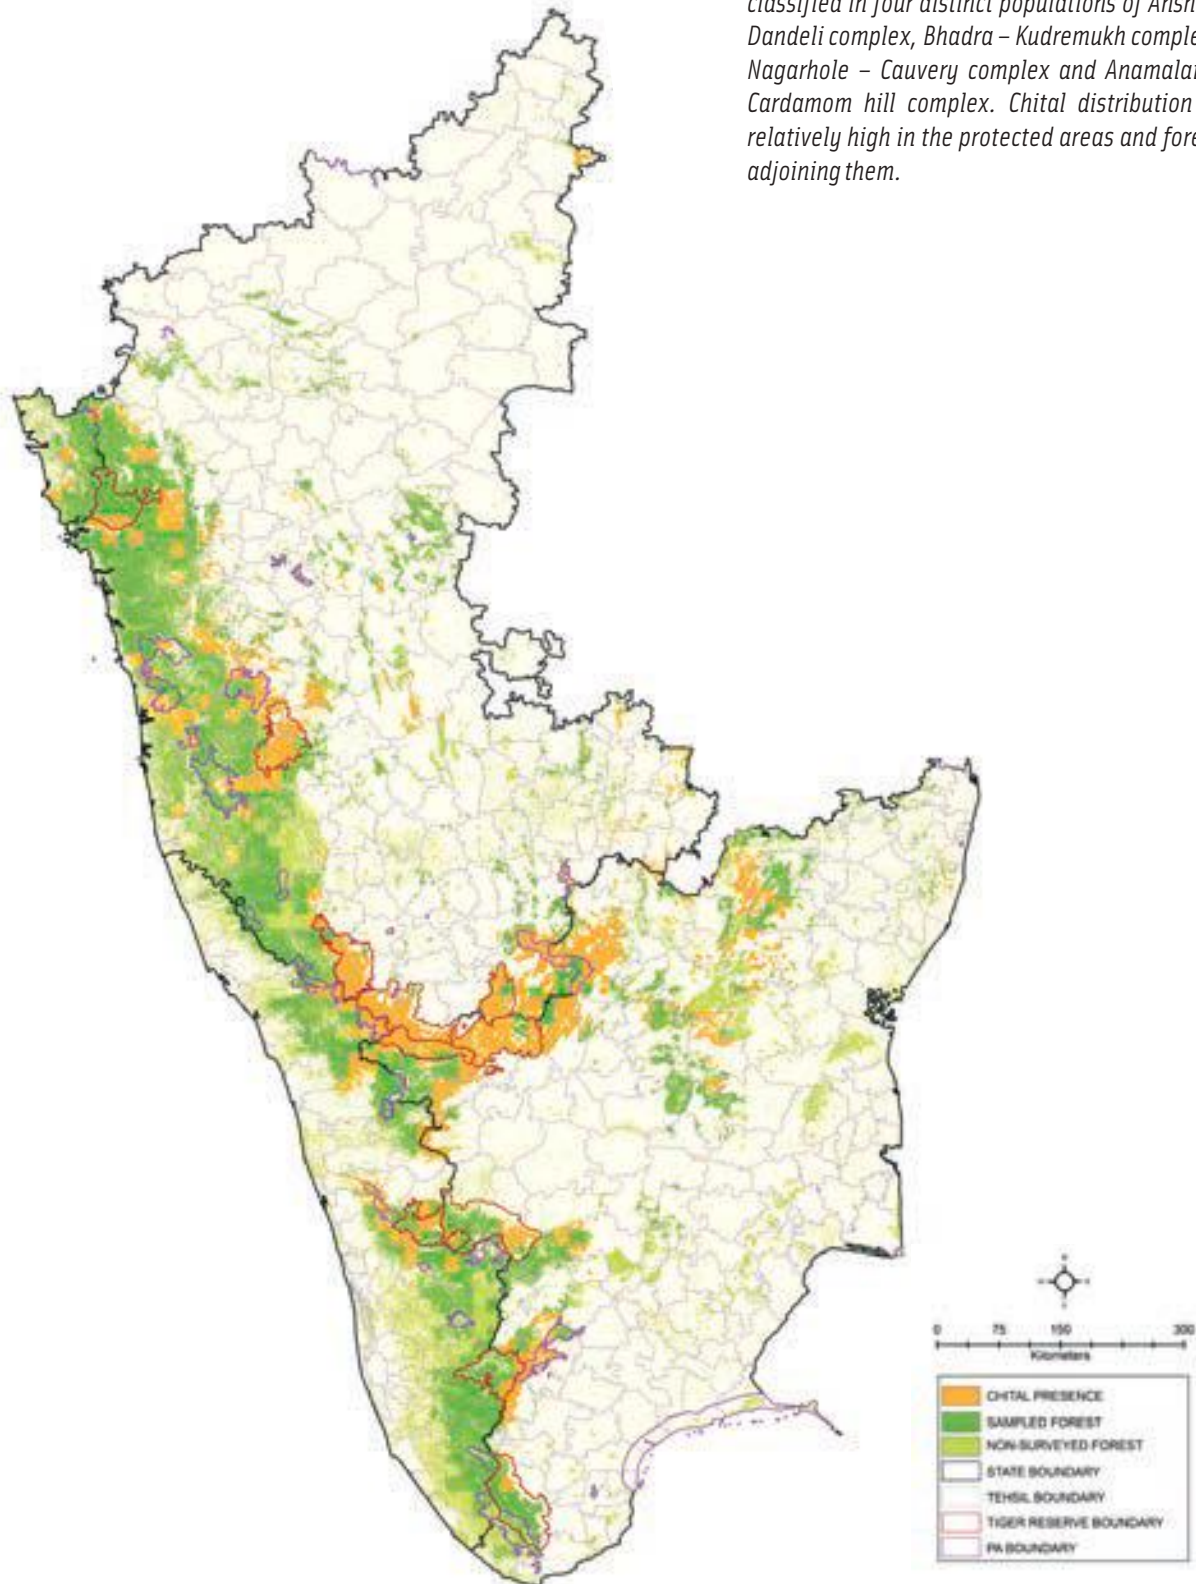 classified in four distinct populations of Ansh
Dandeli complex, Bhadra – Kudremukh comple
Nagarhole – Cauvery complex and Anamalai
Cardamom hill complex. Chital distribution
relatively high in the protected areas and fore
adjoining them.
0 75 150 300
Kilometers
CHITAL PRESENCE
SAMPLED FOREST
NON-SURVEYED FOREST
STATE BOUNDARY
TEHSIL BOUNDARY
TIGER RESERVE BOUNDARY
PA BOUNDARY